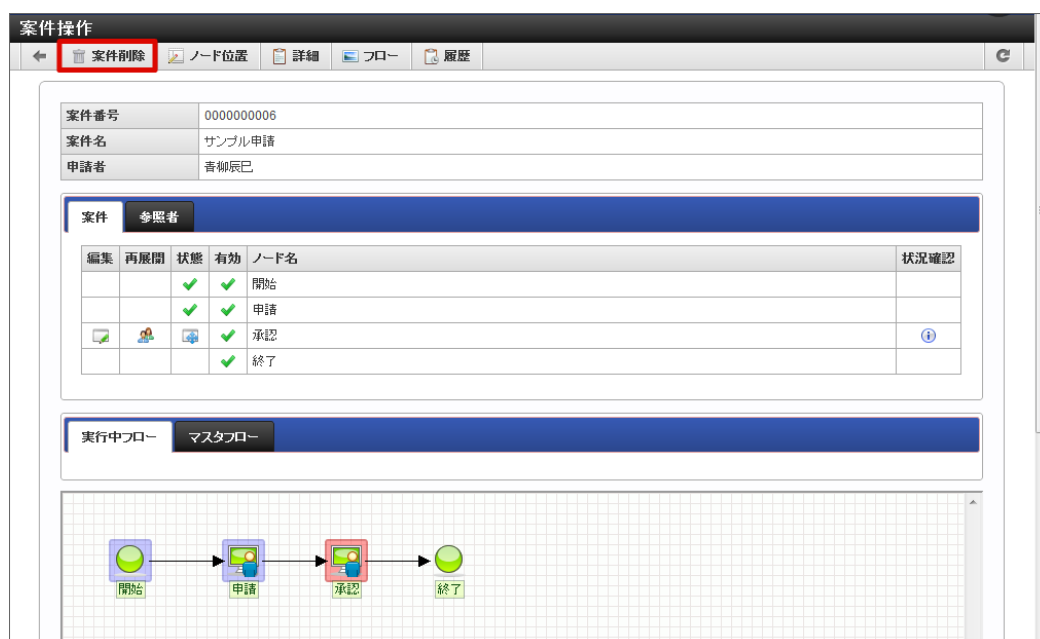 案件操作
案件削除 ノード位置 詳細 フロー 履歴
案件番号 0000000006
案件名 サンプル申請
申請者 青柳辰巳
案件 参照者
編集 再展開 状態 有効 ノード名 状況確認
開始
申請
承認
終了
実行中フロー マスタフロー
開始 申請 承認 終了